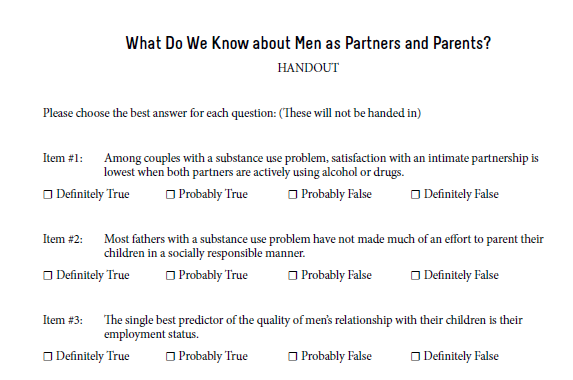 What Do We Know about Men as Partners and Parents?
HANDOUT
Please choose the best answer for each question: (These will not be handed in)
Item #1: Among couples with a substance use problem, satisfaction with an intimate partnership is
lowest when both partners are actively using alcohol or drugs.
☐ Definitely True ☐ Probably True ☐ Probably False ☐ Definitely False
Item #2: Most fathers with a substance use problem have not made much of an effort to parent their
children in a socially responsible manner.
☐ Definitely True ☐ Probably True ☐ Probably False ☐ Definitely False
Item #3: The single best predictor of the quality of men's relationship with their children is their
employment status.
☐ Definitely True ☐ Probably True ☐ Probably False ☐ Definitely False